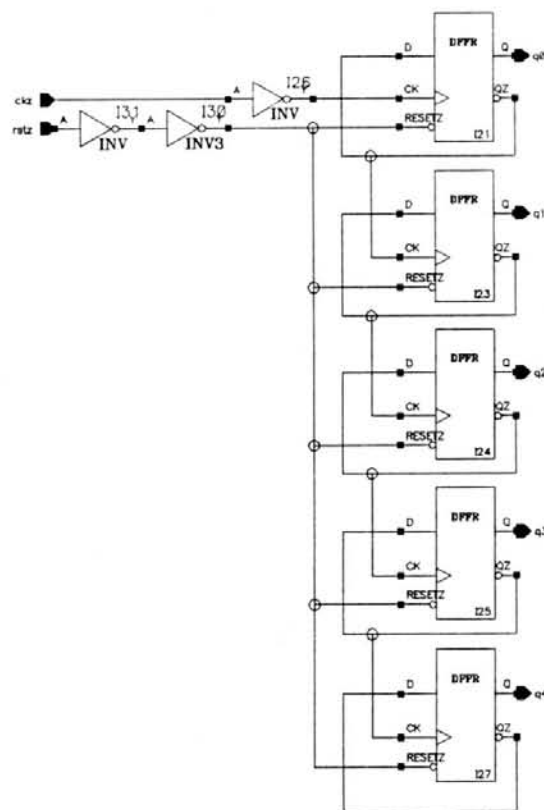 DFFR
D
Q
q0
ckz
A
I26
CK
QZ
INV
rstz
A
I31
A
I30
RESETZ
I21
INV
INV3
DFFR
D
Q
q1
CK
QZ
RESETZ
I23
DFFR
D
Q
q2
CK
QZ
RESETZ
I24
DFFR
D
Q
q3
CK
QZ
RESETZ
I25
DFFR
D
Q
q4
CK
QZ
RESETZ
I27